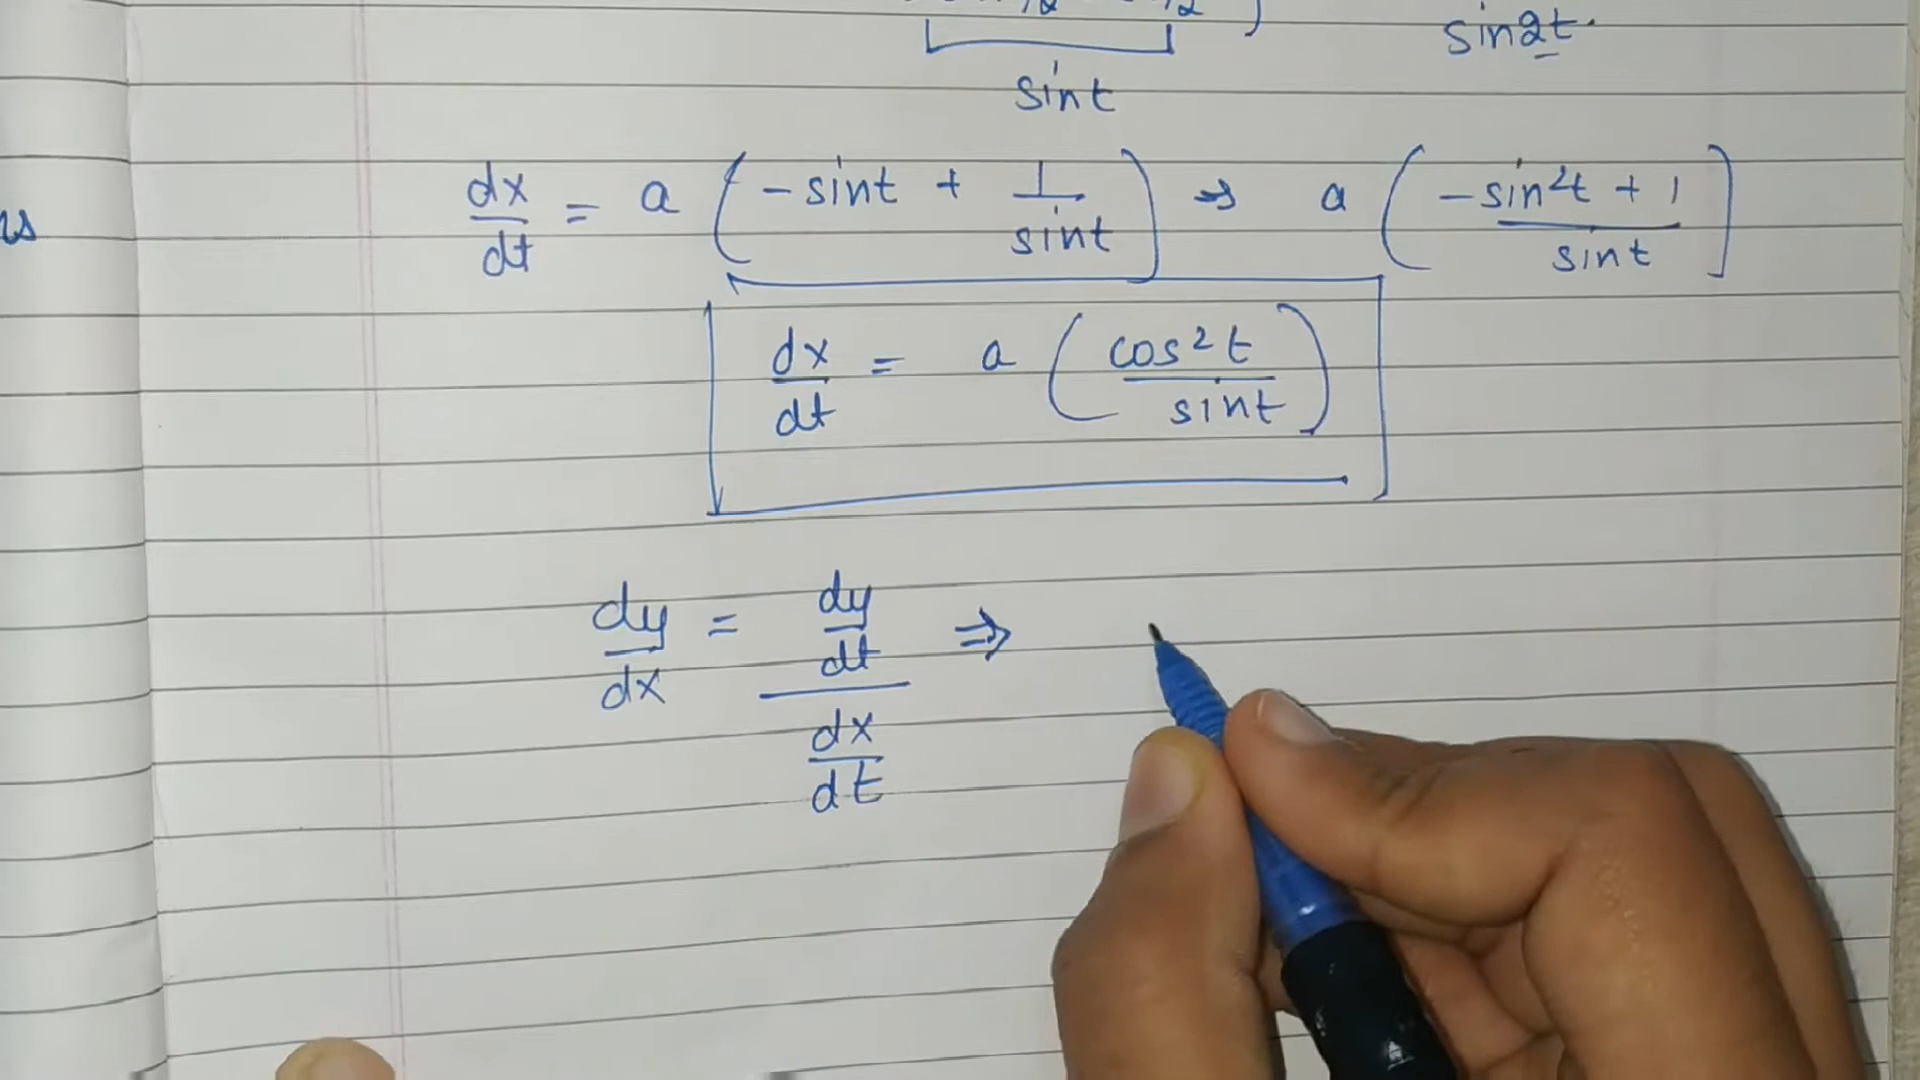 sin2t.
sint
dx/dt = a (-sint + 1/sint) ⇒ a (-sin²t + 1/sint)
dx/dt = a (cos²t/sint)
dy/dx = dy/dt / dx/dt ⇒